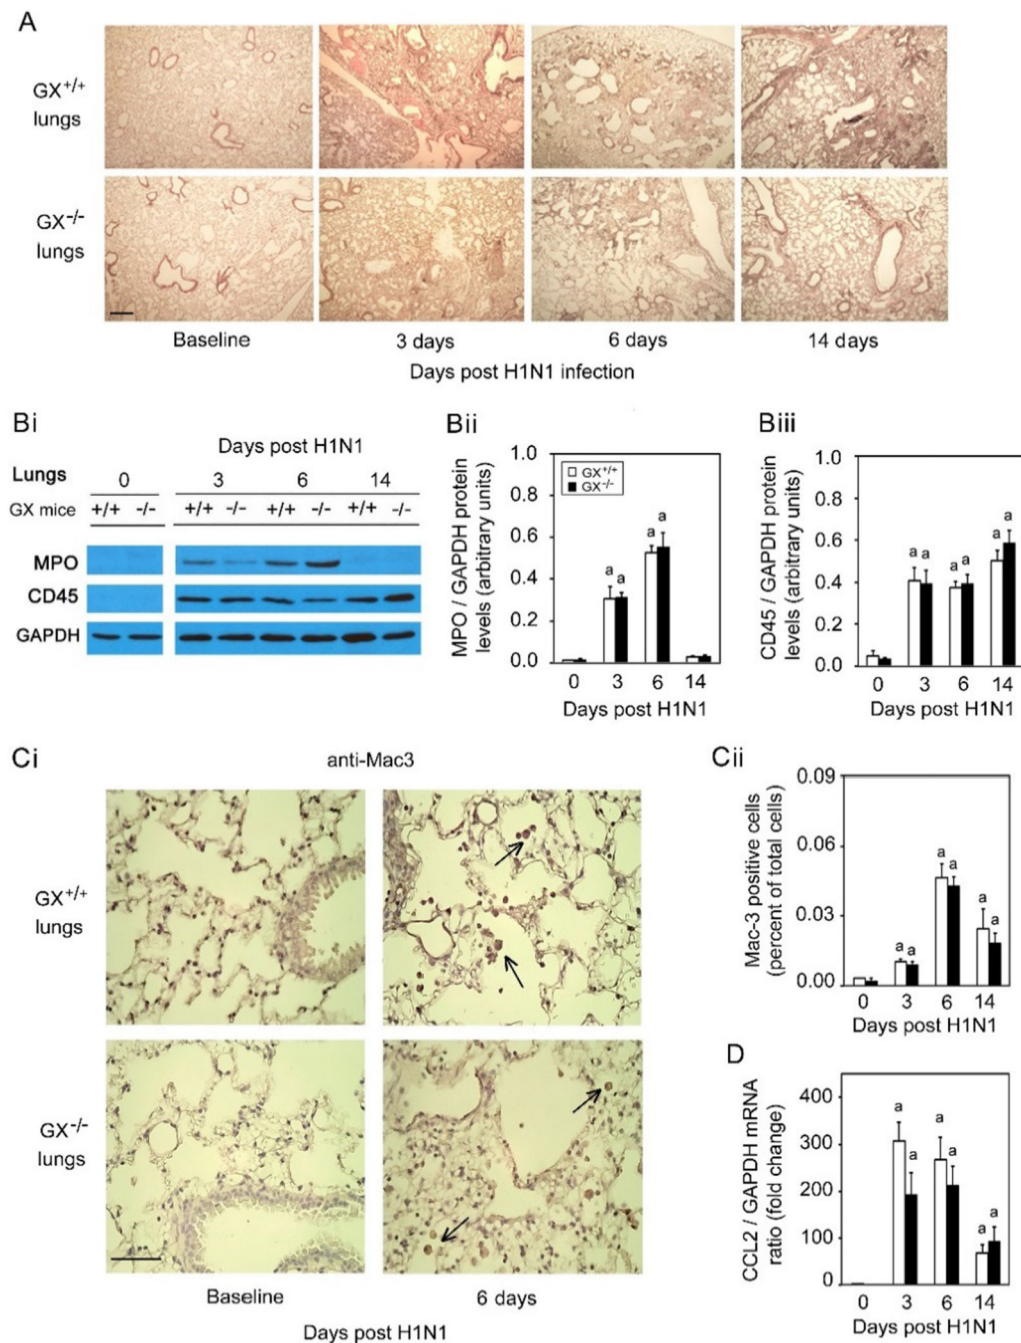 A
GX+/+
lungs
GX-/-
lungs
Baseline
3 days
6 days
14 days
Days post H1N1 infection
Bi
Days post H1N1
Lungs 0 3 6 14
GX mice +/+ -/- +/+ -/- +/+ -/- +/+ -/-
MPO
CD45
GAPDH
Bii
MPO / GAPDH protein
levels (arbitrary units)
1.0
0.8
0.6
0.4
0.2
0.0
GX+/+
GX-/-
a a a a
0 3 6 14
Days post H1N1
Biii
CD45 / GAPDH protein
levels (arbitrary units)
1.0
0.8
0.6
0.4
0.2
0.0
a a a a a a
0 3 6 14
Days post H1N1
Ci
anti-Mac3
GX+/+
lungs
GX-/-
lungs
Baseline
6 days
Days post H1N1
Cii
Mac-3 positive cells
(percent of total cells)
0.09
0.06
0.03
0.00
a a a a a a
0 3 6 14
Days post H1N1
D
CCL2 / GAPDH mRNA
ratio (fold change)
400
300
200
100
0
a a a a a a
0 3 6 14
Days post H1N1